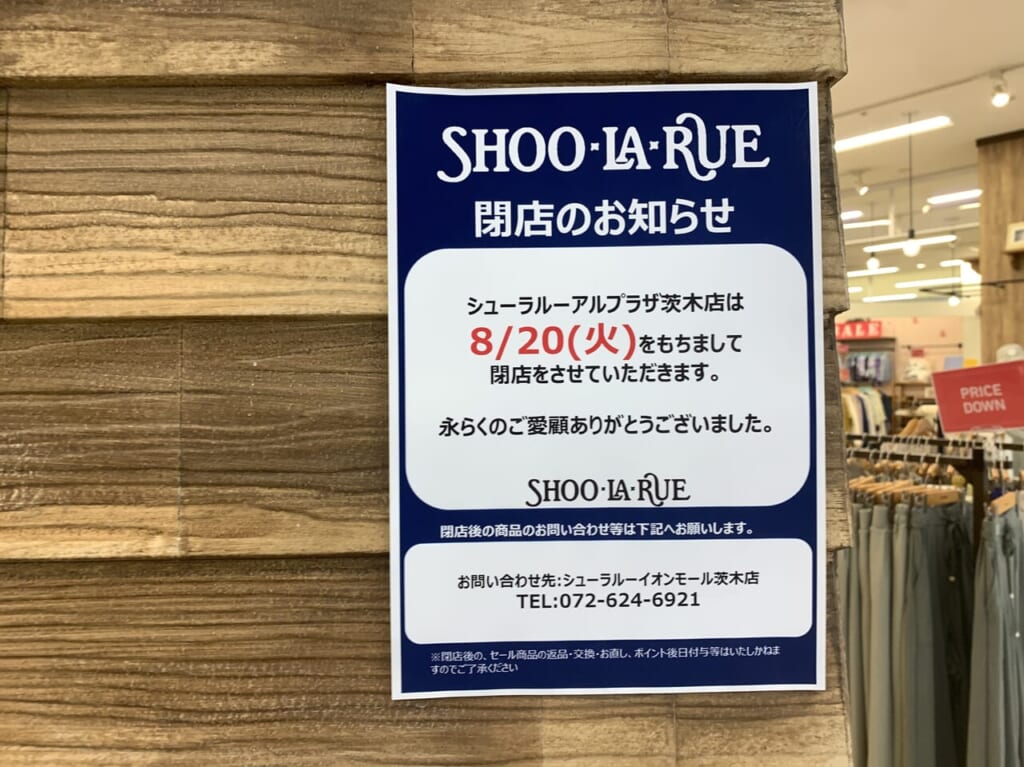 SHOO・LA・RUE
閉店のお知らせ
シューラルーアルプラザ茨木店は
8/20(火)をもちまして
閉店をさせていただきます。
永らくのご愛顧ありがとうございました。
SHOO・LA・RUE
閉店後の商品のお問い合わせ等は下記へお願いします。
お問い合わせ先:シューラルーイオンモール茨木店
TEL:072-624-6921
※閉店後の、セール商品の返品・交換・お直し、ポイント後日付与等はいたしかねま
すのでご了承ください
SALE
PRICE
DOWN